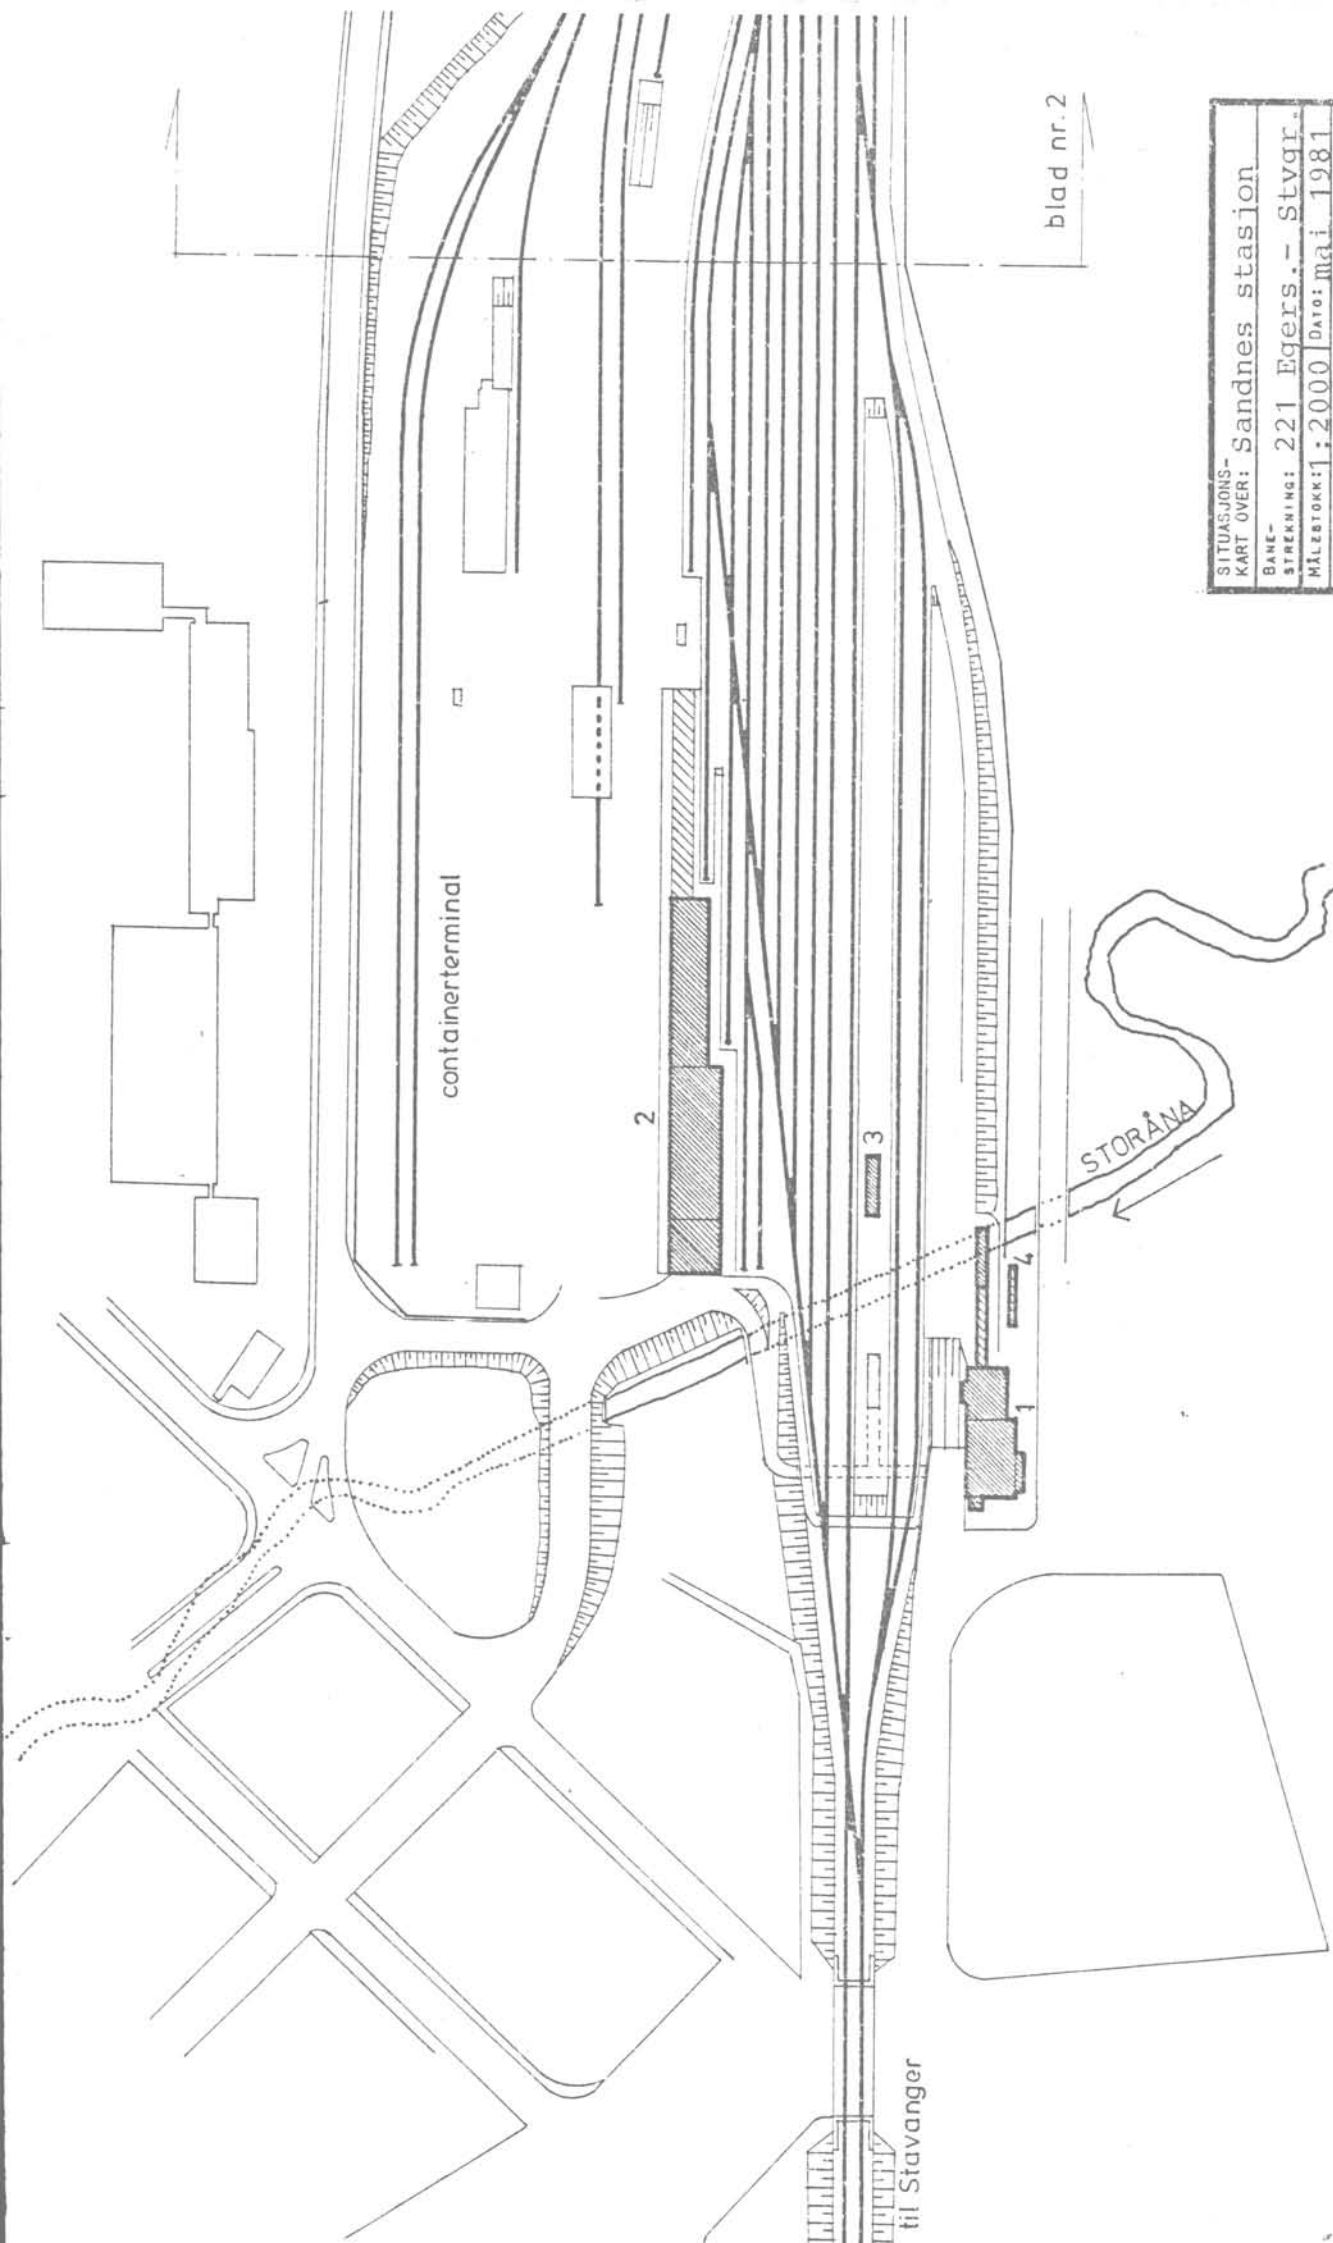 til Stavanger
containerterminal
2
3
STORÅNA
4
1
blad nr. 2
SITUASJONS-
KART OVER: Sandnes stasjon
BANE-
STREKNING: 221 Egers.- Stvgr.
MÅLESTOKK: 1:2000 DATO: mai 1981